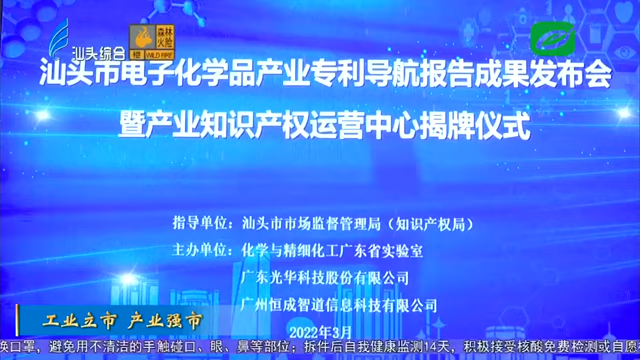 汕头综合
橙
森林
火险
WILD FIRE
汕头市电子化学品产业专利导航报告成果发布会
暨产业知识产权运营中心揭牌仪式
指导单位：汕头市市场监督管理局（知识产权局）
主办单位：化学与精细化工广东省实验室
广东光华科技股份有限公司
广州恒成智道信息科技有限公司
2022年3月
工业立市 产业强市
换口罩，避免用不清洁的手触碰口、眼、鼻等部位；拆件后自我健康监测14天，积极接受核酸免费检测或自愿